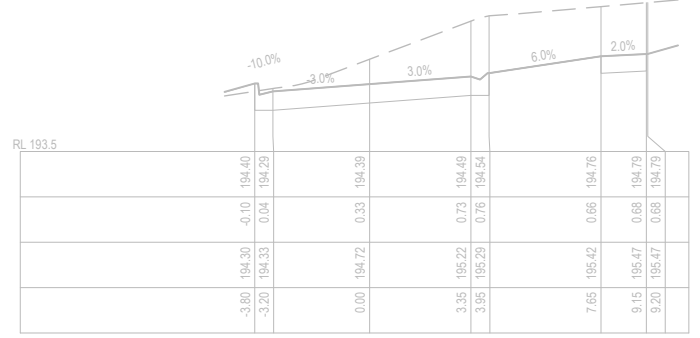 2.0%
6.0%
-10.0%
3.0%
-3.0%
RL 193.5
194.40 194.29 194.39 194.49 194.54 194.76 194.79 194.79
-0.10 0.04 0.33 0.73 0.76 0.66 0.68 0.68
194.30 194.33 194.72 195.22 195.29 195.42 195.47 195.47
-3.80 -3.20 0.00 3.35 3.95 7.65 9.15 9.20